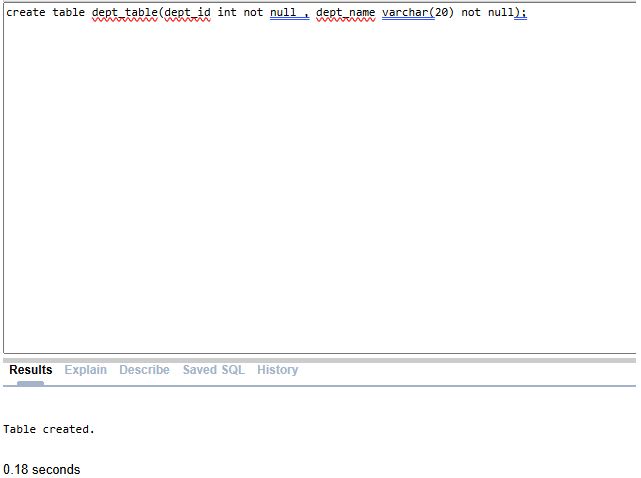 create table dept_table(dept_id int not null , dept_name varchar(20) not null);
Results Explain Describe Saved SQL History
Table created.
0.18 seconds